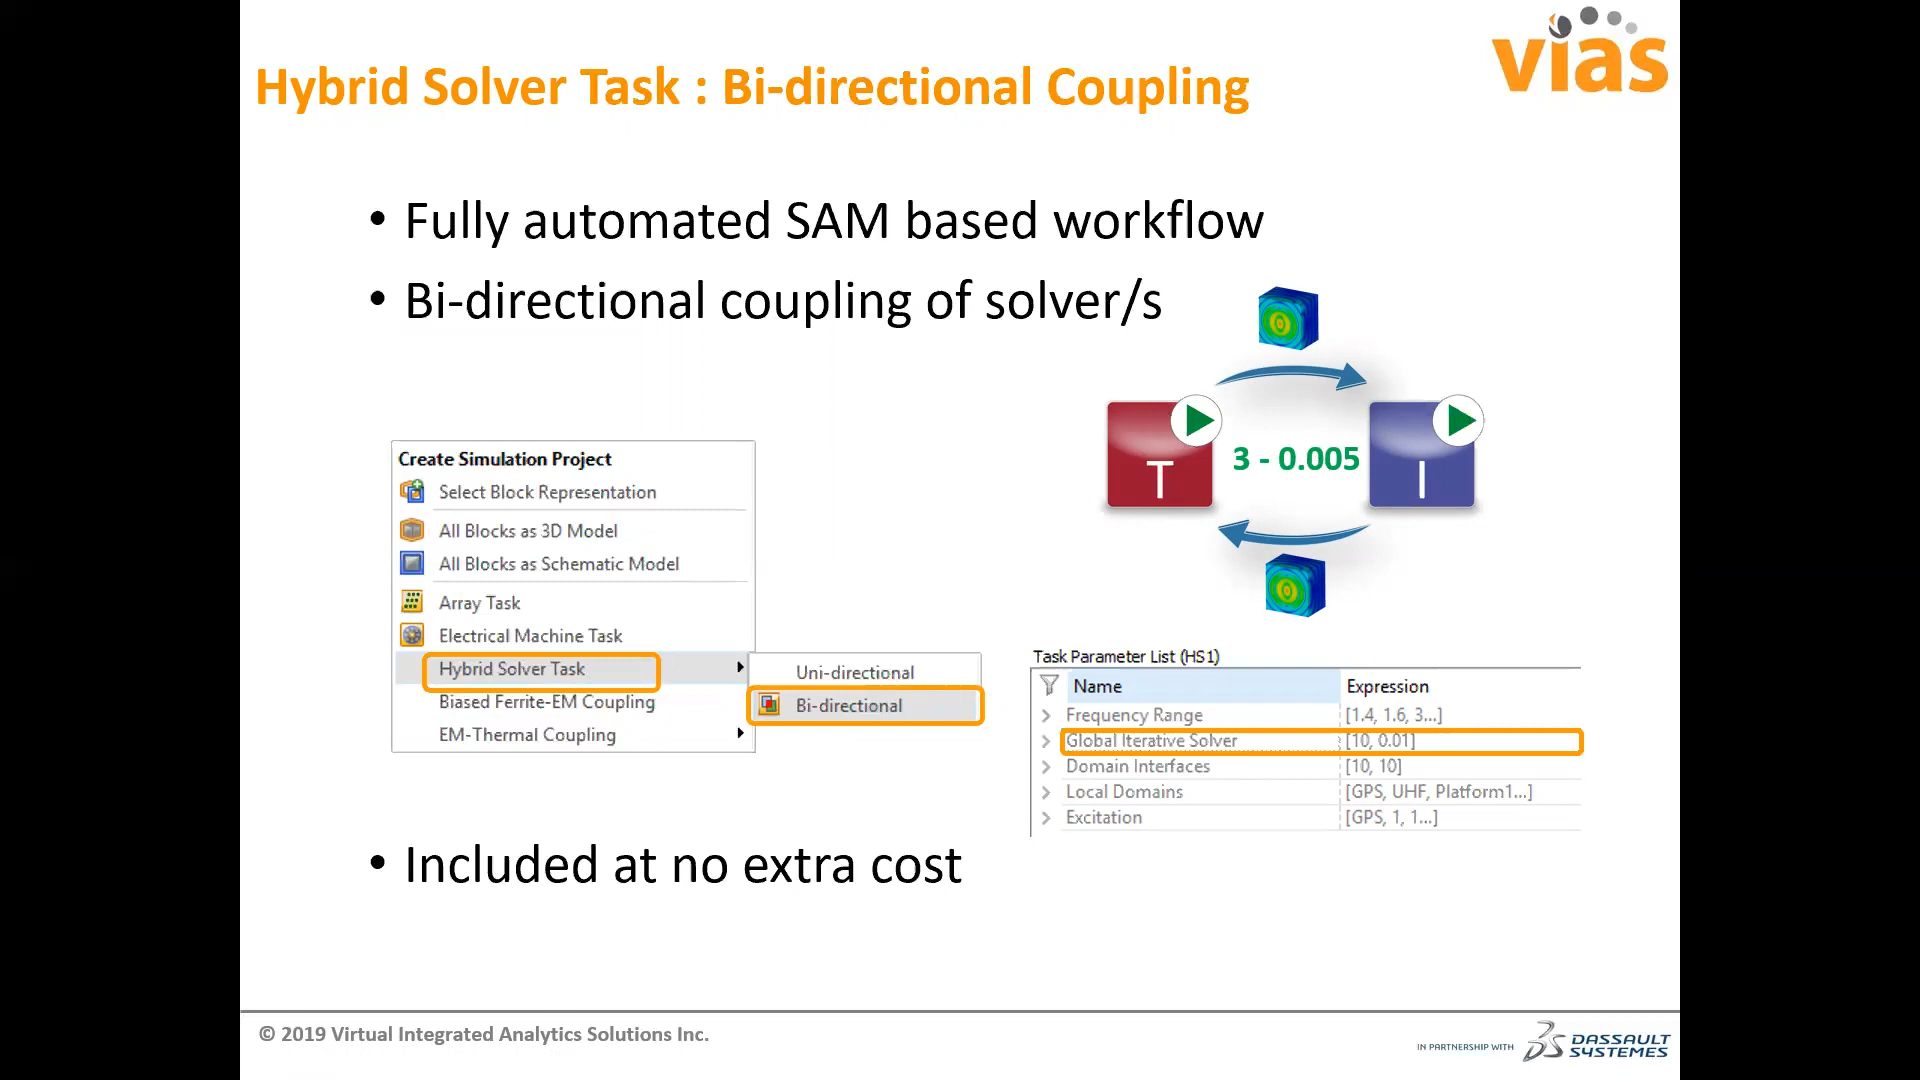 vias
Hybrid Solver Task : Bi-directional Coupling
• Fully automated SAM based workflow
• Bi-directional coupling of solver/s
T
3 - 0.005
I
Create Simulation Project
Select Block Representation
All Blocks as 3D Model
All Blocks as Schematic Model
Array Task
Electrical Machine Task
Hybrid Solver Task
Biased Ferrite-EM Coupling
EM-Thermal Coupling
Uni-directional
Bi-directional
Task Parameter List (HS1)
Name Expression
Frequency Range [1.4, 1.6, 3...]
Global Iterative Solver [10, 0.01]
Domain Interfaces [10, 10]
Local Domains [GPS, UHF, Platform1...]
Excitation [GPS, 1, 1...]
• Included at no extra cost
© 2019 Virtual Integrated Analytics Solutions Inc.
IN PARTNERSHIP WITH
DASSAULT
SYSTEMES